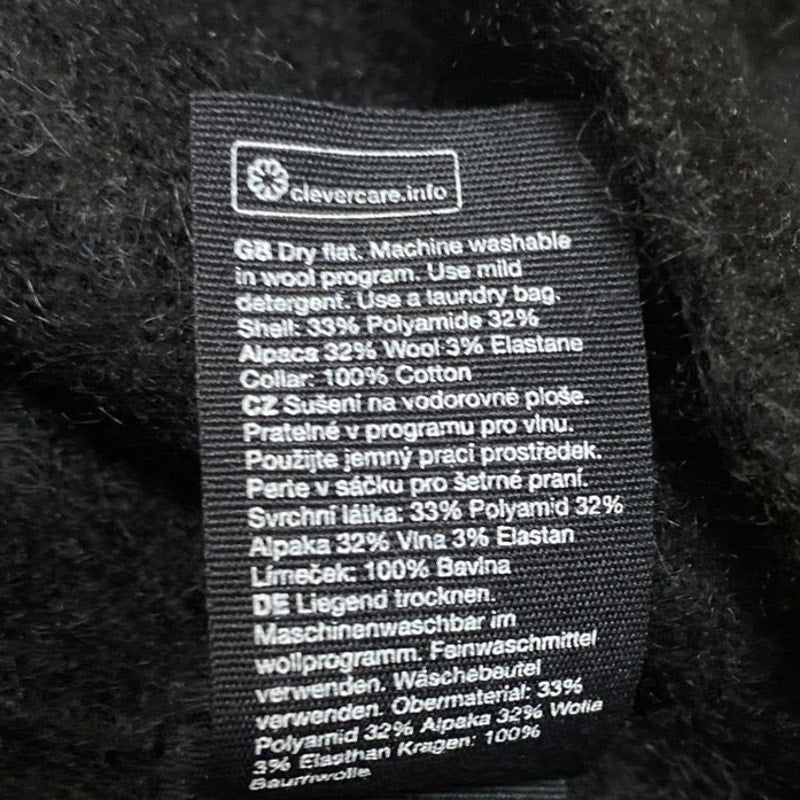 clevercare.info
GB Dry flat. Machine washable
in wool program. Use mild
detergent. Use a laundry bag.
Shell: 33% Polyamide 32%
Alpaca 32% Wool 3% Elastane
Collar: 100% Cotton
CZ Sušení na vodorovné ploše.
Pratelné v programu pro vlnu.
Použijte jemný prací prostředek.
Perte v sáčku pro šetrné praní.
Svrchní látka: 33% Polyamid 32%
Alpaka 32% Vlna 3% Elastan
Límeček: 100% Bavlna
DE Liegend trocknen.
Maschinenwaschbar im
wollprogramm. Feinwaschmittel
verwenden. Wäschebeutel
verwenden. Obermaterial: 33%
Polyamid 32% Alpaka 32% Wolle
3% Elasthan Kragen: 100%
Baumwolle